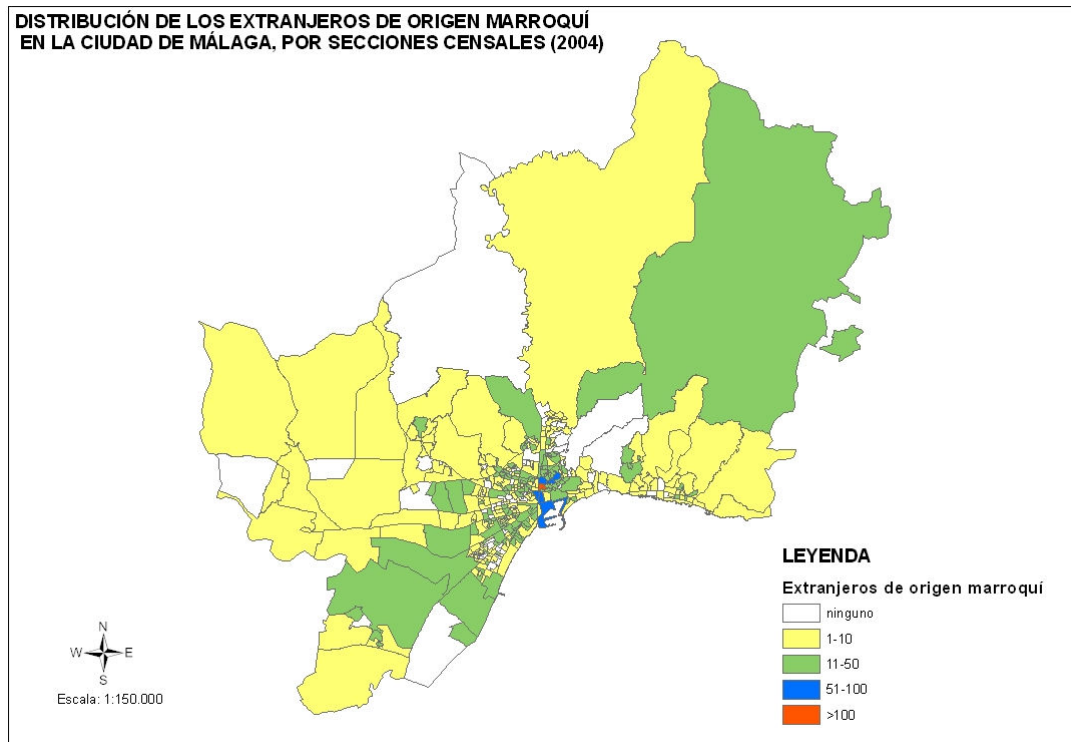 DISTRIBUCIÓN DE LOS EXTRANJEROS DE ORIGEN MARROQUÍ
EN LA CIUDAD DE MÁLAGA, POR SECCIONES CENSALES (2004)
LEYENDA
Extranjeros de origen marroquí
ninguno
1-10
11-50
51-100
>100
N
W E
S
Escala: 1:150.000